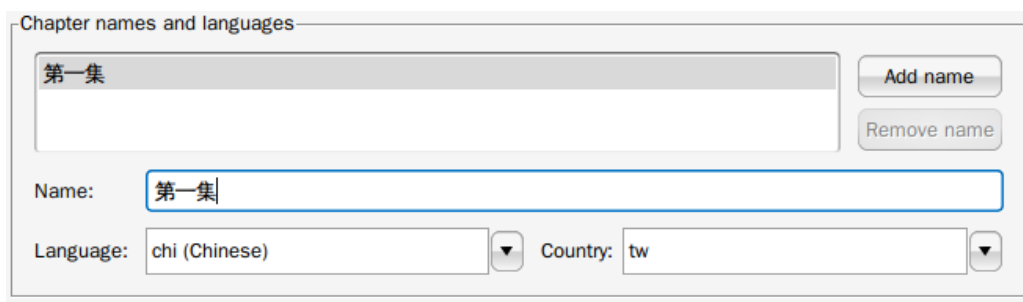 Chapter names and languages
第一集
Add name
Remove name
Name: 第一集
Language: chi (Chinese) Country: tw